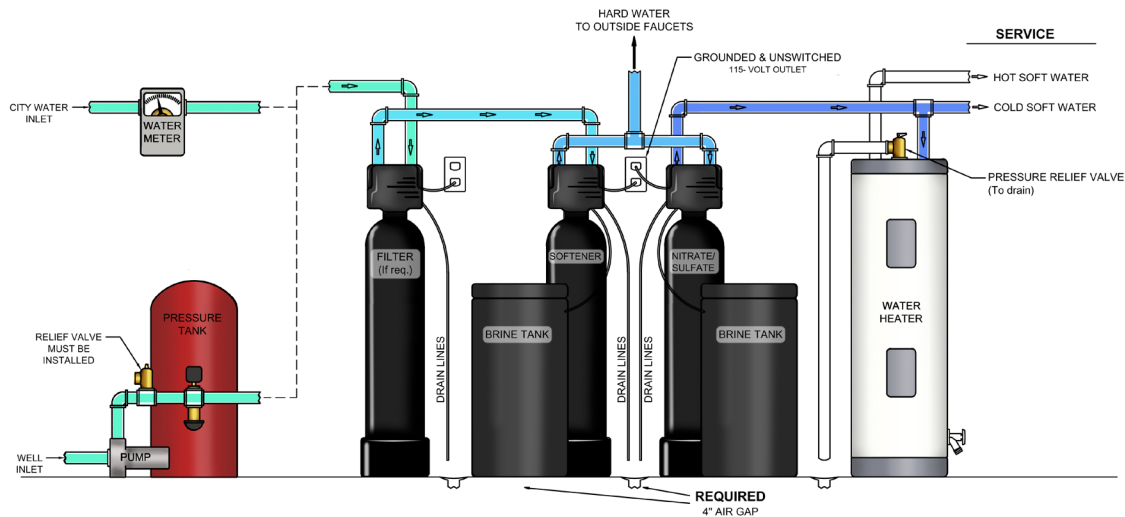 HARD WATER
TO OUTSIDE FAUCETS
SERVICE
GROUNDED & UNSWITCHED
115- VOLT OUTLET
HOT SOFT WATER
CITY WATER
INLET
WATER
METER
COLD SOFT WATER
PRESSURE RELIEF VALVE
(To drain)
FILTER
(If req.)
SOFTENER
NITRATE/
SULFATE
PRESSURE
TANK
WATER
HEATER
RELIEF VALVE
MUST BE
INSTALLED
BRINE TANK
BRINE TANK
DRAIN LINES
DRAIN LINES
DRAIN LINES
WELL
INLET
PUMP
REQUIRED
4" AIR GAP